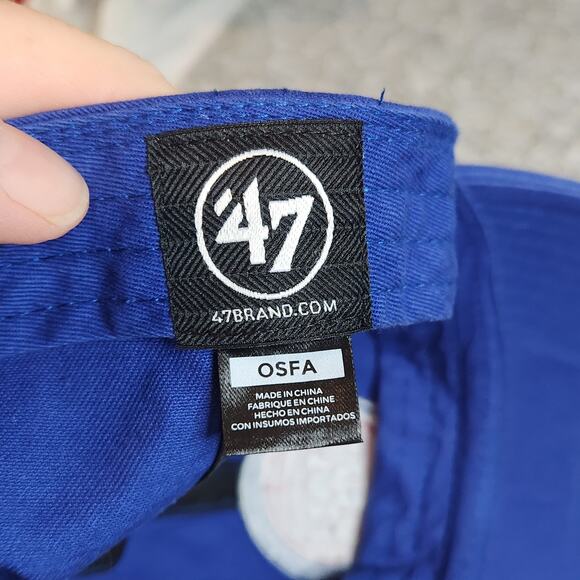 '47
47BRAND.COM
OSFA
MADE IN CHINA
FABRIQUE EN CHINE
HECHO EN CHINA
CON INSUMOS IMPORTADOS